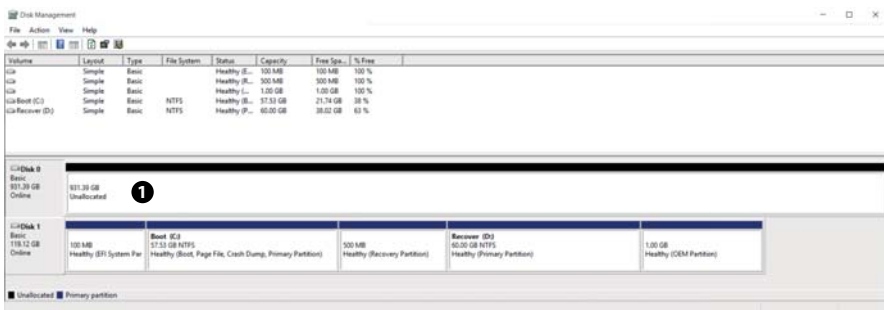 Disk Management
File Action View Help
Volume Layout Type File System Status Capacity Free Spa... % Free
Simple Basic Healthy (E... 100 MB 100 MB 100 %
Simple Basic Healthy (R... 500 MB 500 MB 100 %
Simple Basic Healthy (... 1.00 GB 1.00 GB 100 %
Boot (C:) Simple Basic NTFS Healthy (B... 57.53 GB 21.74 GB 38 %
Recover (D:) Simple Basic NTFS Healthy (P... 60.00 GB 38.02 GB 63 %
Disk 0
Basic
931.39 GB
Online
931.39 GB
Unallocated
1
Disk 1
Basic
119.12 GB
Online
100 MB
Healthy (EFI System Par
Boot (C:)
57.53 GB NTFS
Healthy (Boot, Page File, Crash Dump, Primary Partition)
500 MB
Healthy (Recovery Partition)
Recover (D:)
60.00 GB NTFS
Healthy (Primary Partition)
1.00 GB
Healthy (OEM Partition)
Unallocated Primary partition